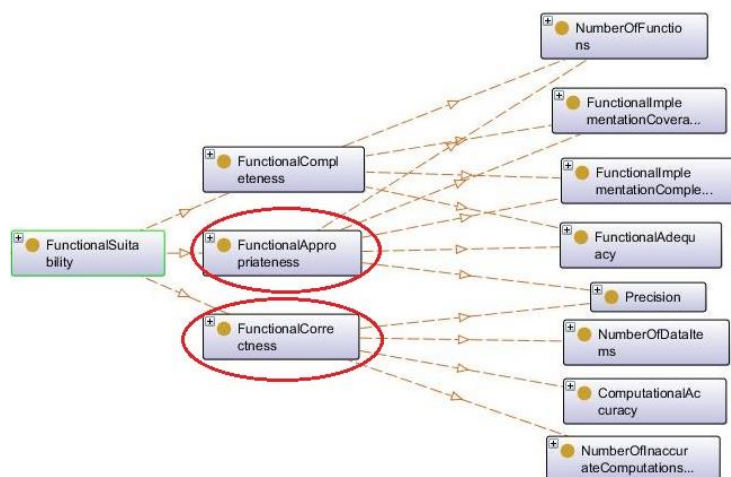 NumberOfFunctio
ns
FunctionalImple
mentationCovera...
FunctionalCompl
eteness
FunctionalImple
mentationComple...
FunctionalSuita
bility
FunctionalAppro
priateness
FunctionalAdequ
acy
Precision
FunctionalCorre
ctness
NumberOfDataIte
ms
ComputationalAc
curacy
NumberOfInaccur
ateComputations...